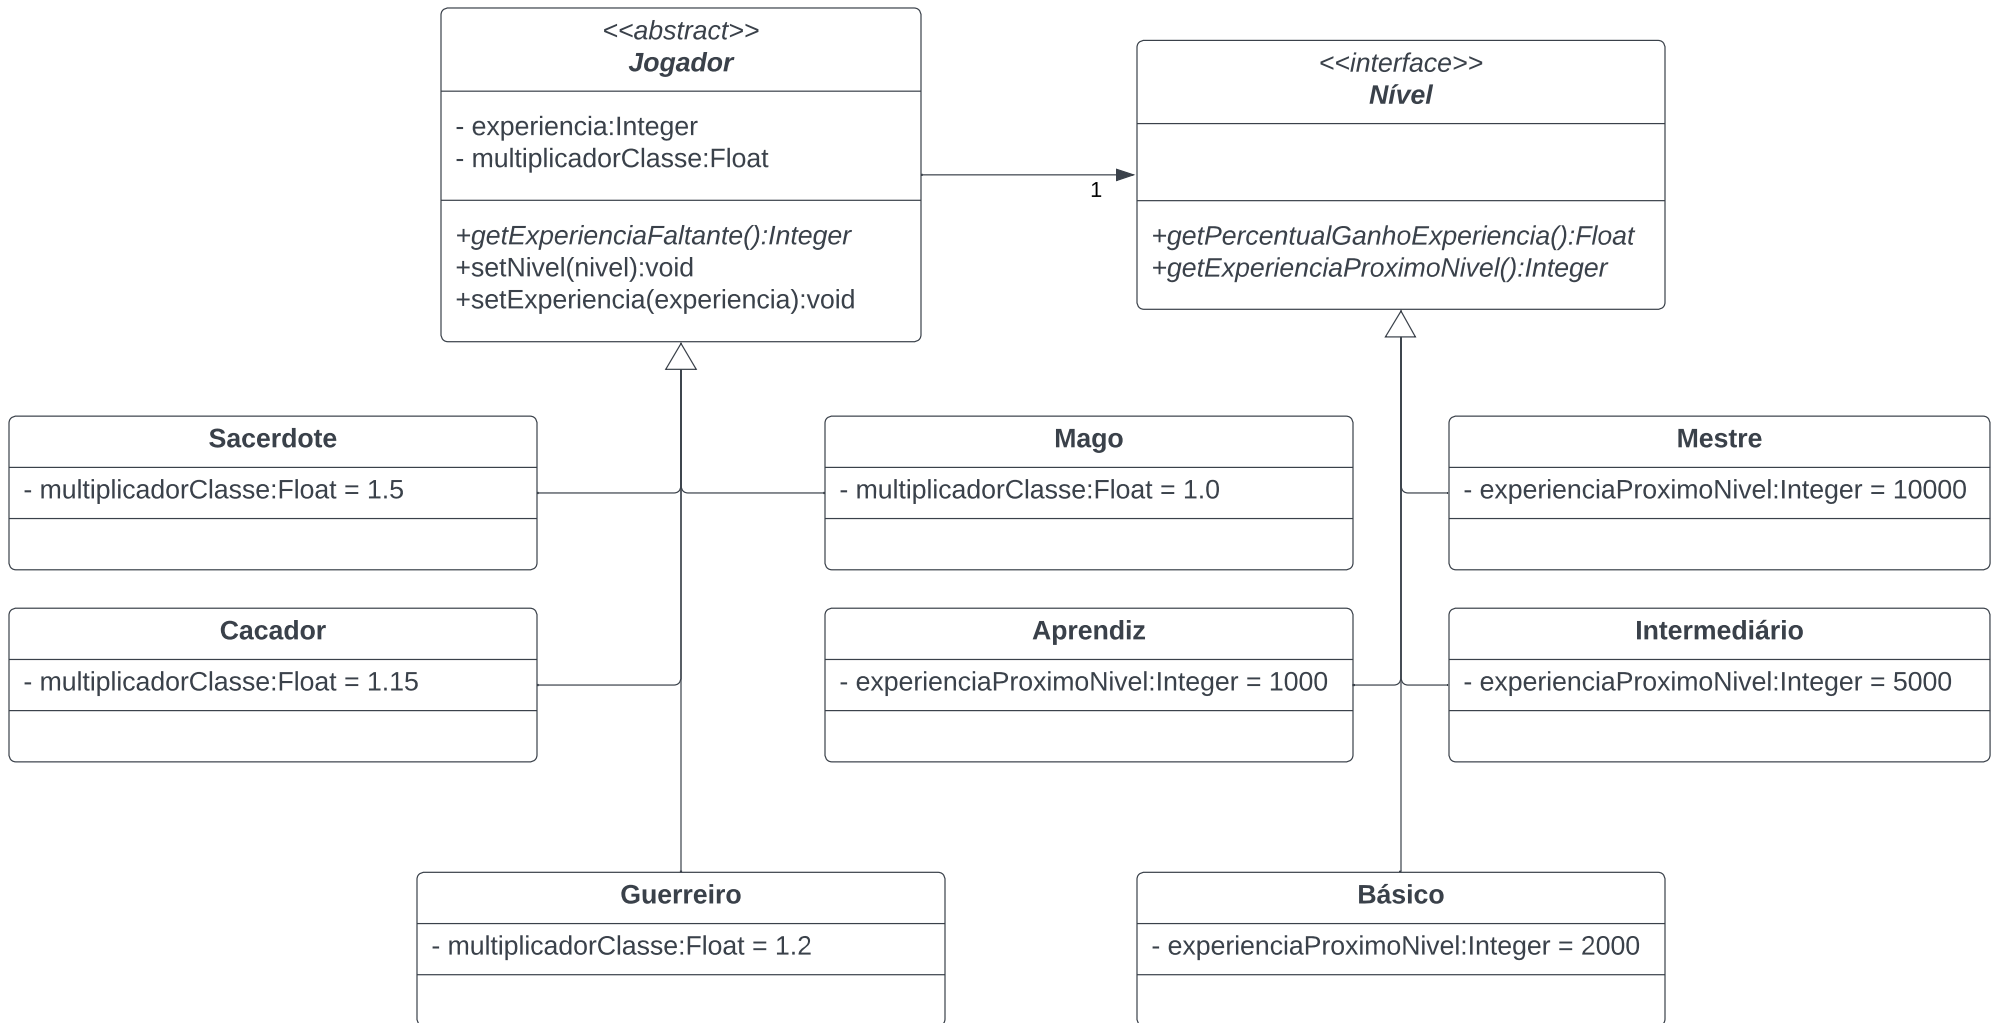 <<abstract>>
Jogador
- experiencia:Integer
- multiplicadorClasse:Float
+getExperienciaFaltante():Integer
+setNivel(nivel):void
+setExperiencia(experiencia):void
1
<<interface>>
Nível
+getPercentualGanhoExperiencia():Float
+getExperienciaProximoNivel():Integer
Sacerdote
- multiplicadorClasse:Float = 1.5
Mago
- multiplicadorClasse:Float = 1.0
Mestre
- experienciaProximoNivel:Integer = 10000
Cacador
- multiplicadorClasse:Float = 1.15
Aprendiz
- experienciaProximoNivel:Integer = 1000
Intermediário
- experienciaProximoNivel:Integer = 5000
Guerreiro
- multiplicadorClasse:Float = 1.2
Básico
- experienciaProximoNivel:Integer = 2000